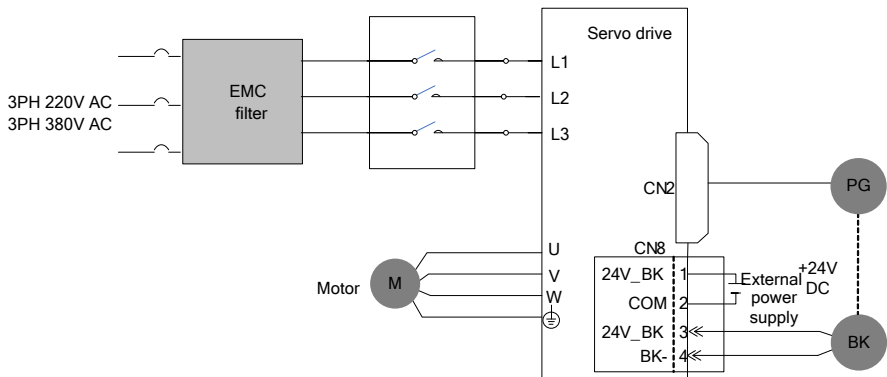 Servo drive
EMC
filter
3PH 220V AC
3PH 380V AC
L1
L2
L3
CN2
PG
U
V
W
Motor
M
CN8
24V_BK 1
COM 2
24V_BK 3
BK- 4
+24V
DC
External
power
supply
BK